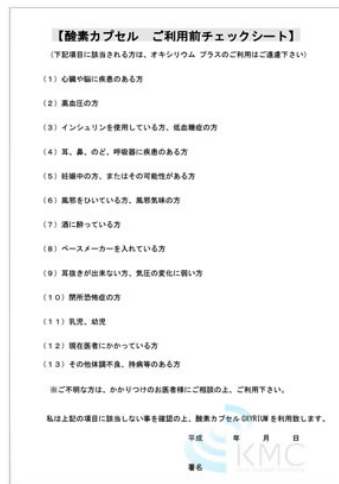 【酸素カプセル　ご利用前チェックシート】
（下記項目に該当される方は、オキシリウム プラスのご利用はご遠慮下さい）
（１）心臓や脳に疾患のある方
（２）高血圧の方
（３）インシュリンを使用している方、低血糖症の方
（４）耳、鼻、のど、呼吸器に疾患のある方
（５）妊娠中の方、またはその可能性がある方
（６）風邪をひいている方、風邪気味の方
（７）酒に酔っている方
（８）ペースメーカーを入れている方
（９）耳抜きが出来ない方、気圧の変化に弱い方
（１０）閉所恐怖症の方
（１１）乳児、幼児
（１２）現在医者にかかっている方
（１３）その他体調不良、持病等のある方
※ご不明な方は、かかりつけのお医者様にご相談の上、ご利用下さい。
私は上記の項目に該当しない事を確認の上、酸素カプセル OXYRIUM を利用致します。
平成　　年　　月　　日
署名
KMC